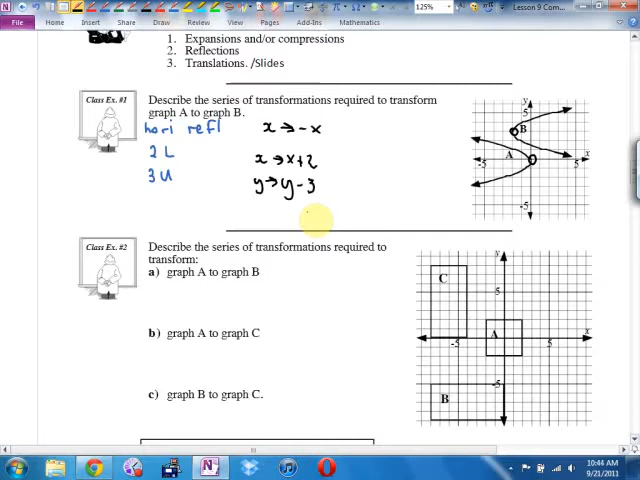 125%
Lesson 9 Com...
File Home Insert Share Draw Review View Add-Ins Mathematics
1. Expansions and/or compressions
2. Reflections
3. Translations. /Slides
Class Ex. #1
Describe the series of transformations required to transform
graph A to graph B.
hori refl x → -x
2 L x → x+2
3 U y → y - 3
y
5
B
A
-5
5
x
-5
Class Ex. #2
Describe the series of transformations required to
transform:
a) graph A to graph B
b) graph A to graph C
c) graph B to graph C.
y
C
5
A
-5
5
x
-5
B
10:44 AM
9/21/2011